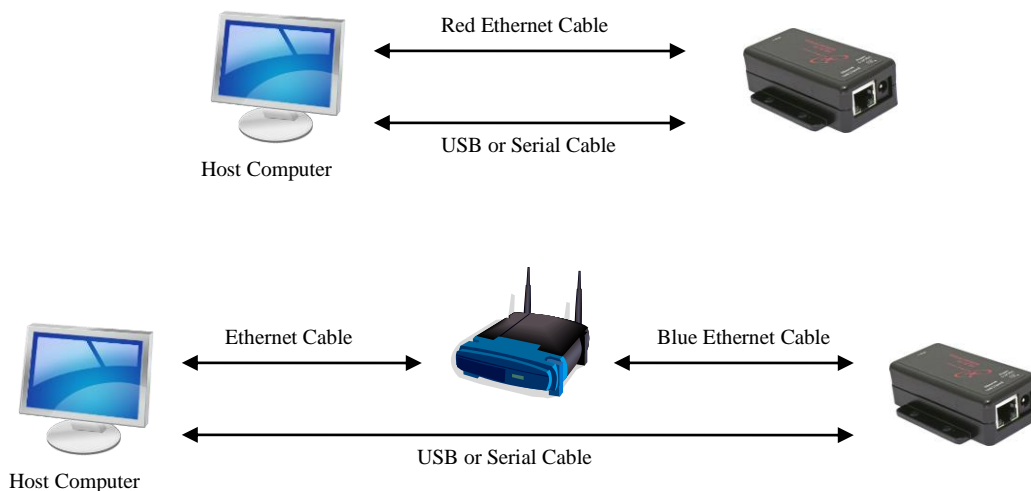 Red Ethernet Cable
USB or Serial Cable
Host Computer
Ethernet Cable
Blue Ethernet Cable
USB or Serial Cable
Host Computer